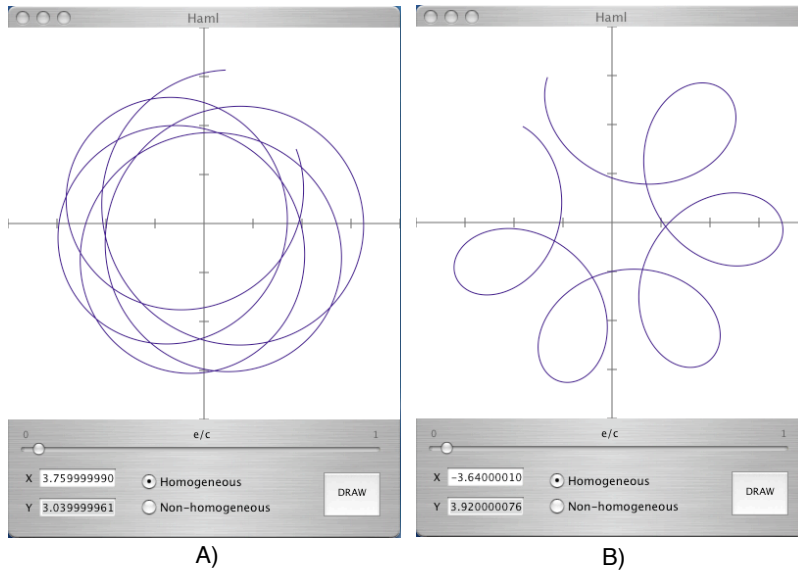 Haml
0 e/c 1
X 3.759999990
Homogeneous
Y 3.039999961
Non-homogeneous
DRAW
A)
Haml
0 e/c 1
X -3.64000010
Homogeneous
Y 3.920000076
Non-homogeneous
DRAW
B)